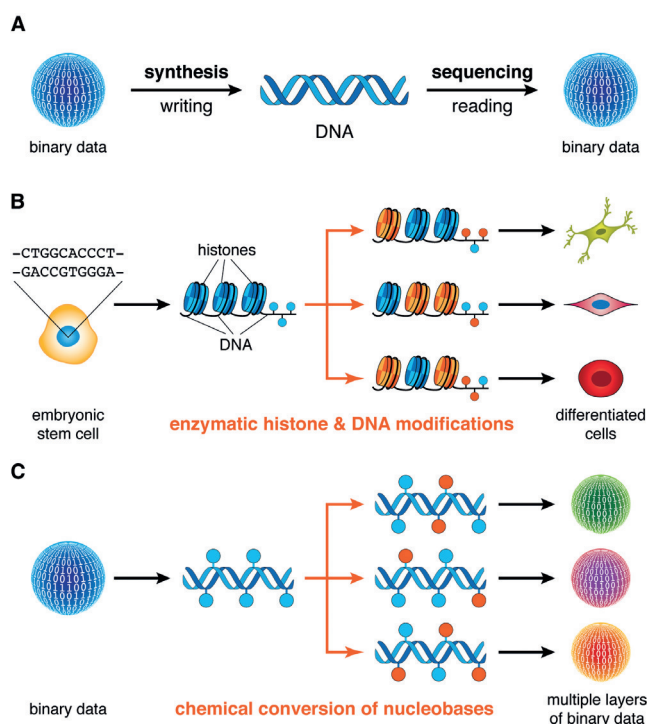 A
synthesis
writing
sequencing
reading
binary data
DNA
binary data
B
-CTGGCACCCT-
-GACCGTGGGA-
histones
DNA
embryonic
stem cell
enzymatic histone & DNA modifications
differentiated
cells
C
binary data
chemical conversion of nucleobases
multiple layers
of binary data